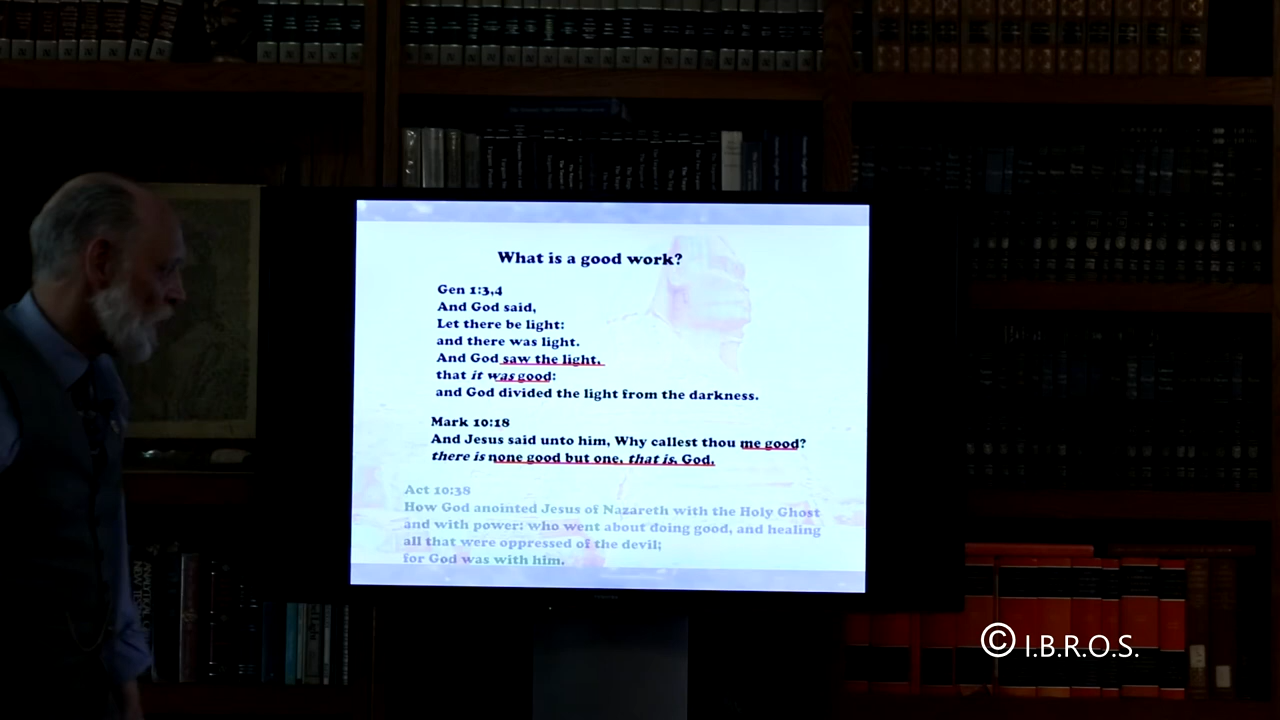 What is a good work?
Gen 1:3,4
And God said,
Let there be light:
and there was light.
And God saw the light,
that it was good:
and God divided the light from the darkness.
Mark 10:18
And Jesus said unto him, Why callest thou me good?
there is none good but one, that is, God.
Act 10:38
How God anointed Jesus of Nazareth with the Holy Ghost
and with power: who went about doing good, and healing
all that were oppressed of the devil;
for God was with him.
© I.B.R.O.S.